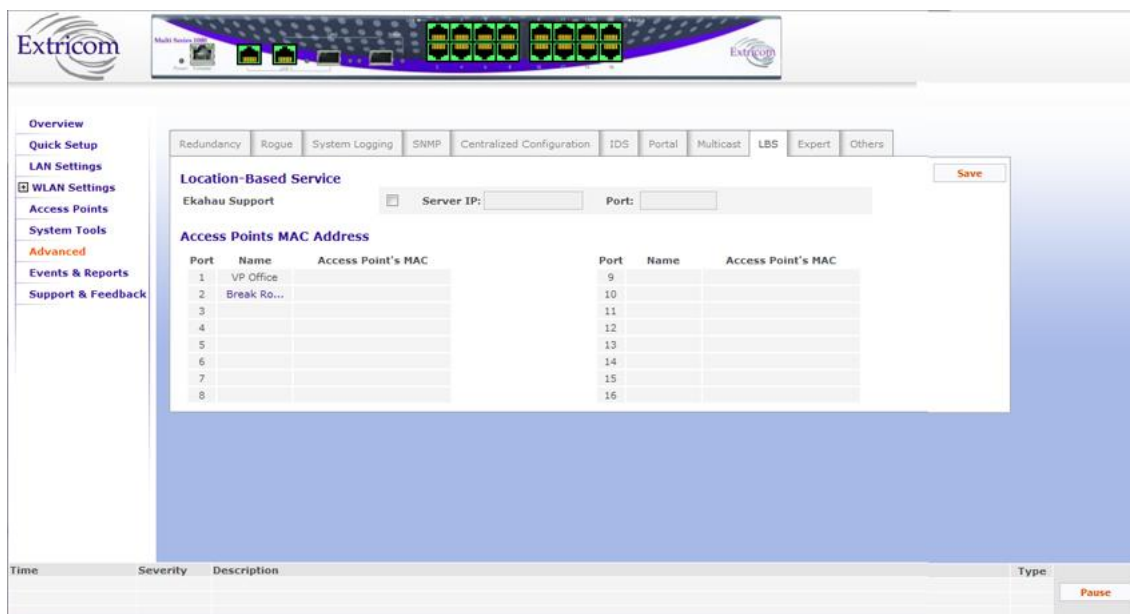 Extricom
Multi Series 1000
Extricom
Overview
Quick Setup
LAN Settings
WLAN Settings
Access Points
System Tools
Advanced
Events & Reports
Support & Feedback
Redundancy Rogue System Logging SNMP Centralized Configuration IDS Portal Multicast LBS Expert Others
Location-Based Service
Save
Ekahau Support Server IP: Port:
Access Points MAC Address
Port Name Access Point's MAC Port Name Access Point's MAC
1 VP Office 9
2 Break Ro... 10
3 11
4 12
5 13
6 14
7 15
8 16
Time Severity Description Type
Pause